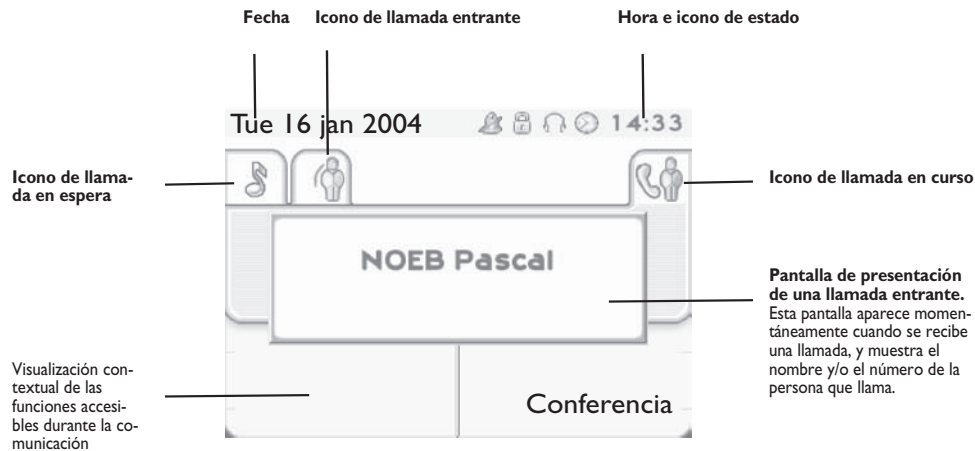 Fecha
Icono de llamada entrante
Hora e icono de estado
Tue 16 jan 2004
14:33
Icono de llama-
da en espera
Icono de llamada en curso
NOEB Pascal
Pantalla de presentación
de una llamada entrante.
Esta pantalla aparece momen-
táneamente cuando se recibe
una llamada, y muestra el
nombre y/o el número de la
persona que llama.
Visualización con-
textual de las
funciones accesi-
bles durante la co-
municación
Conferencia